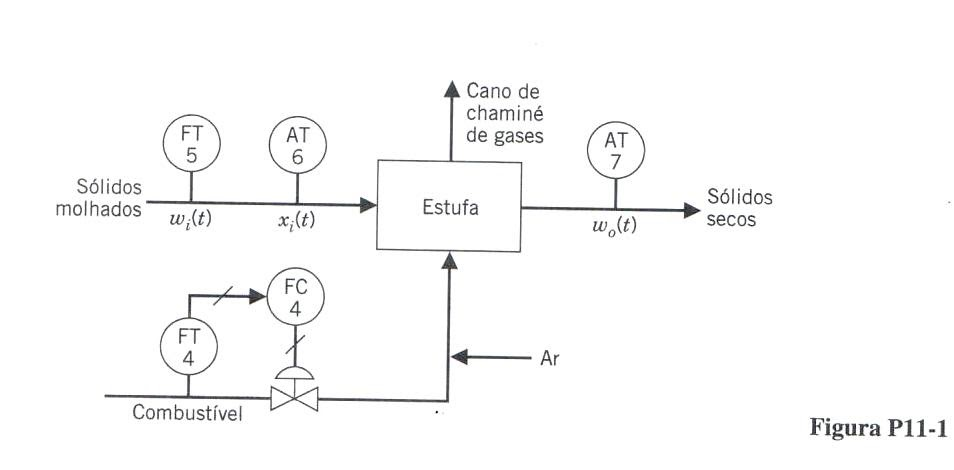 Cano de
chaminé
de gases
FT
5
AT
6
AT
7
Sólidos
molhados
w_i(t)
x_i(t)
Estufa
w_o(t)
Sólidos
secos
FC
4
FT
4
Ar
Combustível
Figura P11-1